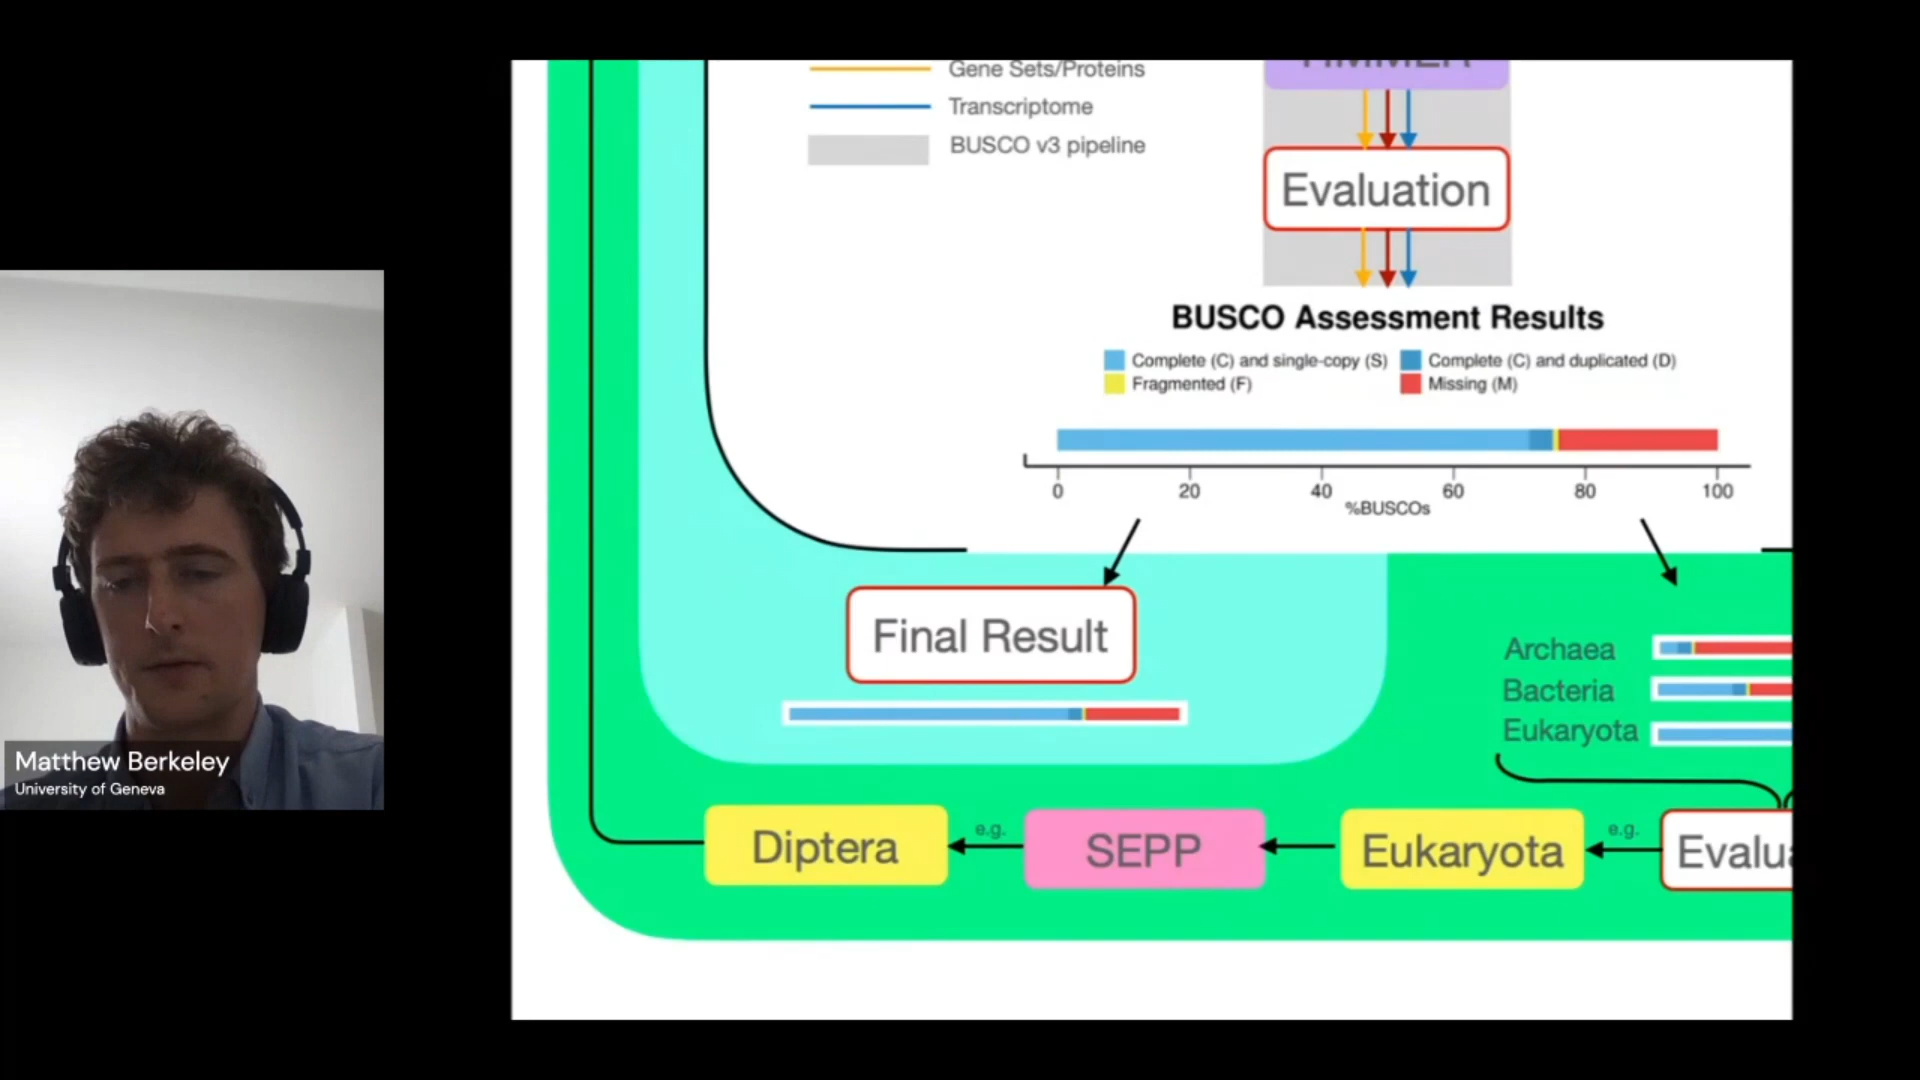 Gene Sets/Proteins
Transcriptome
BUSCO v3 pipeline
HMMER
Evaluation
BUSCO Assessment Results
Complete (C) and single-copy (S) Complete (C) and duplicated (D)
Fragmented (F) Missing (M)
0 20 40 60 80 100
%BUSCOs
Final Result
Archaea
Bacteria
Eukaryota
Diptera e.g. SEPP Eukaryota e.g. Evalua
Matthew Berkeley
University of Geneva